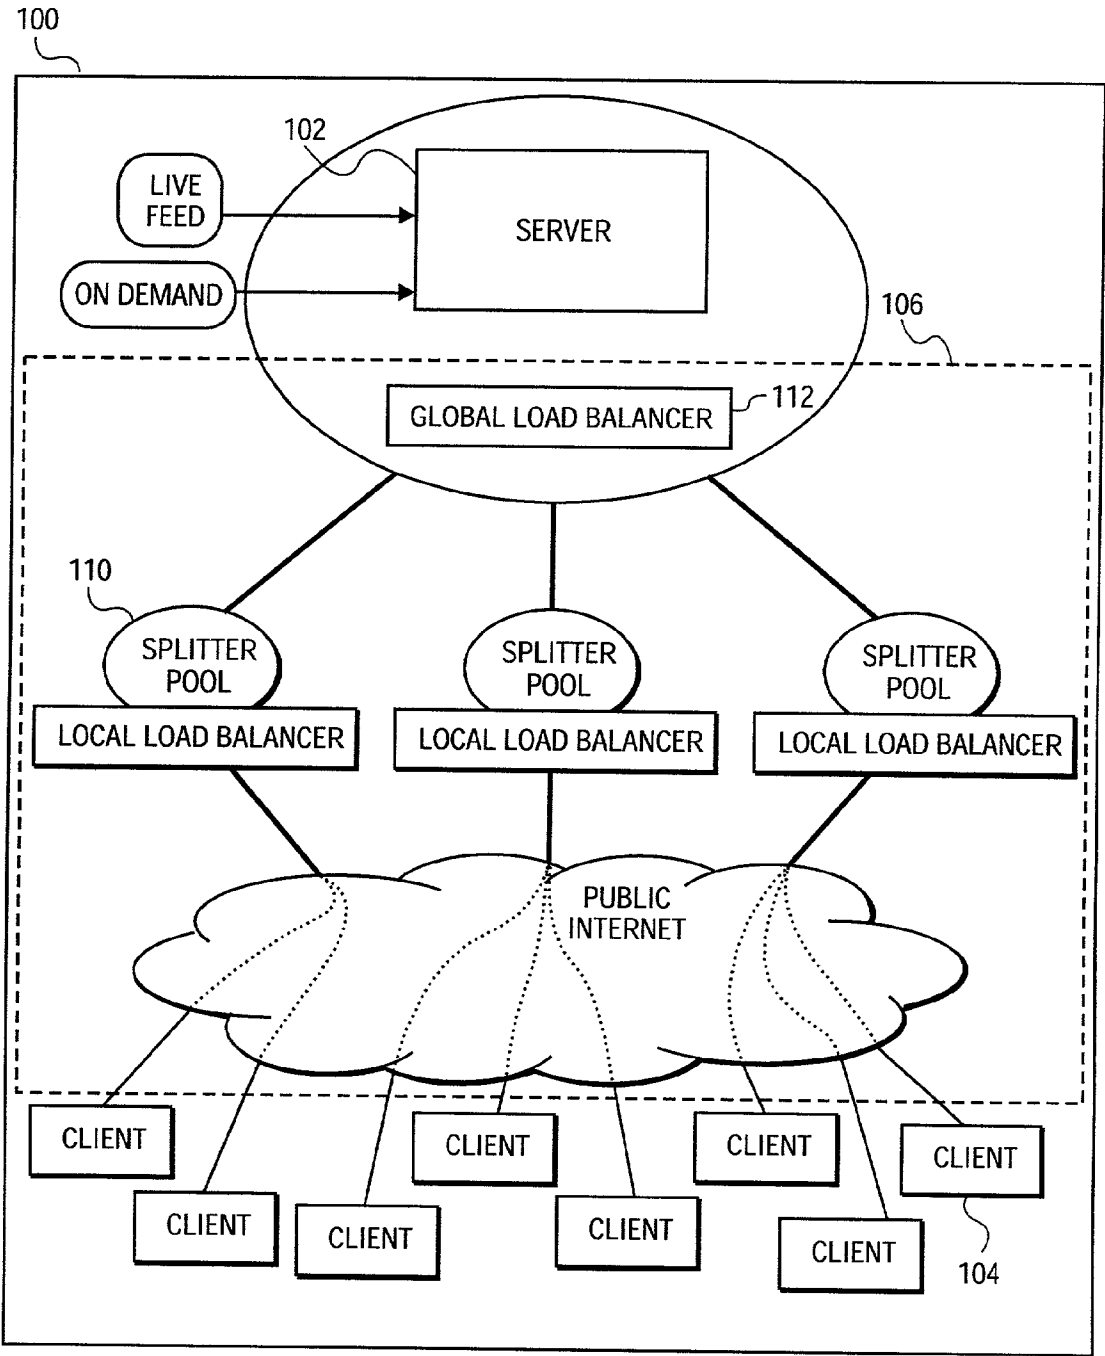 100
102
LIVE
FEED
SERVER
ON DEMAND
106
GLOBAL LOAD BALANCER
112
110
SPLITTER
POOL
SPLITTER
POOL
SPLITTER
POOL
LOCAL LOAD BALANCER
LOCAL LOAD BALANCER
LOCAL LOAD BALANCER
PUBLIC
INTERNET
CLIENT
CLIENT
CLIENT
CLIENT
CLIENT
CLIENT
CLIENT
CLIENT
104